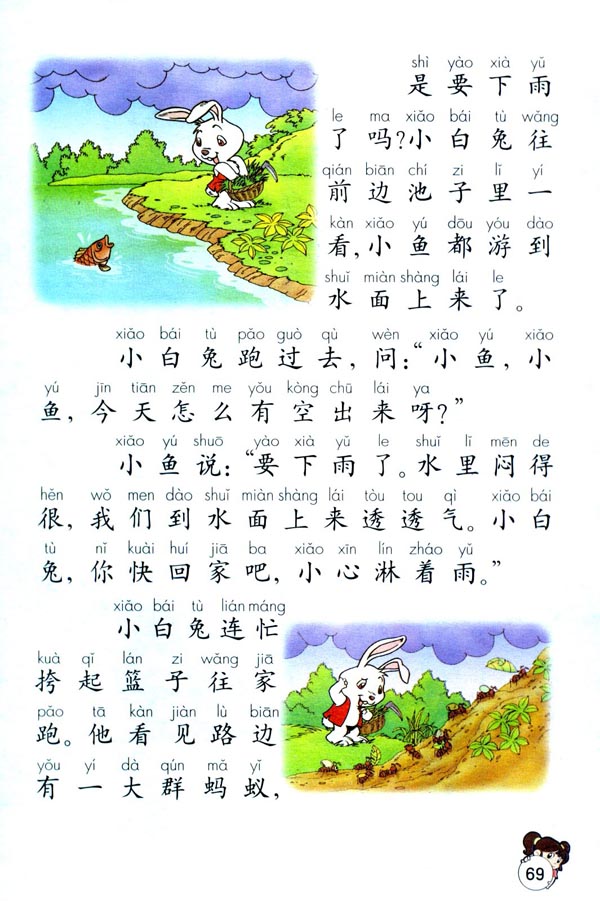 shì yào xià yǔ
是要下雨
le ma xiǎo bái tù wǎng
了吗?小白兔往
qián biān chí zi lǐ yi
前边池子里一
kàn xiǎo yú dōu yóu dào
看,小鱼都游到
shuǐ miàn shàng lái le
水面上来了。
xiǎo bái tù pǎo guò qù wèn xiǎo yú xiǎo
小白兔跑过去,问:“小鱼,小
yú jīn tiān zěn me yǒu kòng chū lái ya
鱼,今天怎么有空出来呀?”
xiǎo yú shuō yào xià yǔ le shuǐ lǐ mēn de
小鱼说:“要下雨了。水里闷得
hěn wǒ men dào shuǐ miàn shàng lái tòu tou qì xiǎo bái
很,我们到水面上来透透气。小白
tù nǐ kuài huí jiā ba xiǎo xīn lín zháo yǔ
兔,你快回家吧,小心淋着雨。”
xiǎo bái tù lián máng
小白兔连忙
kuà qǐ lán zi wǎng jiā
挎起篮子往家
pǎo tā kàn jiàn lù biān
跑。他看见路边
yǒu yí dà qún mǎ yǐ
有一大群蚂蚁,
69